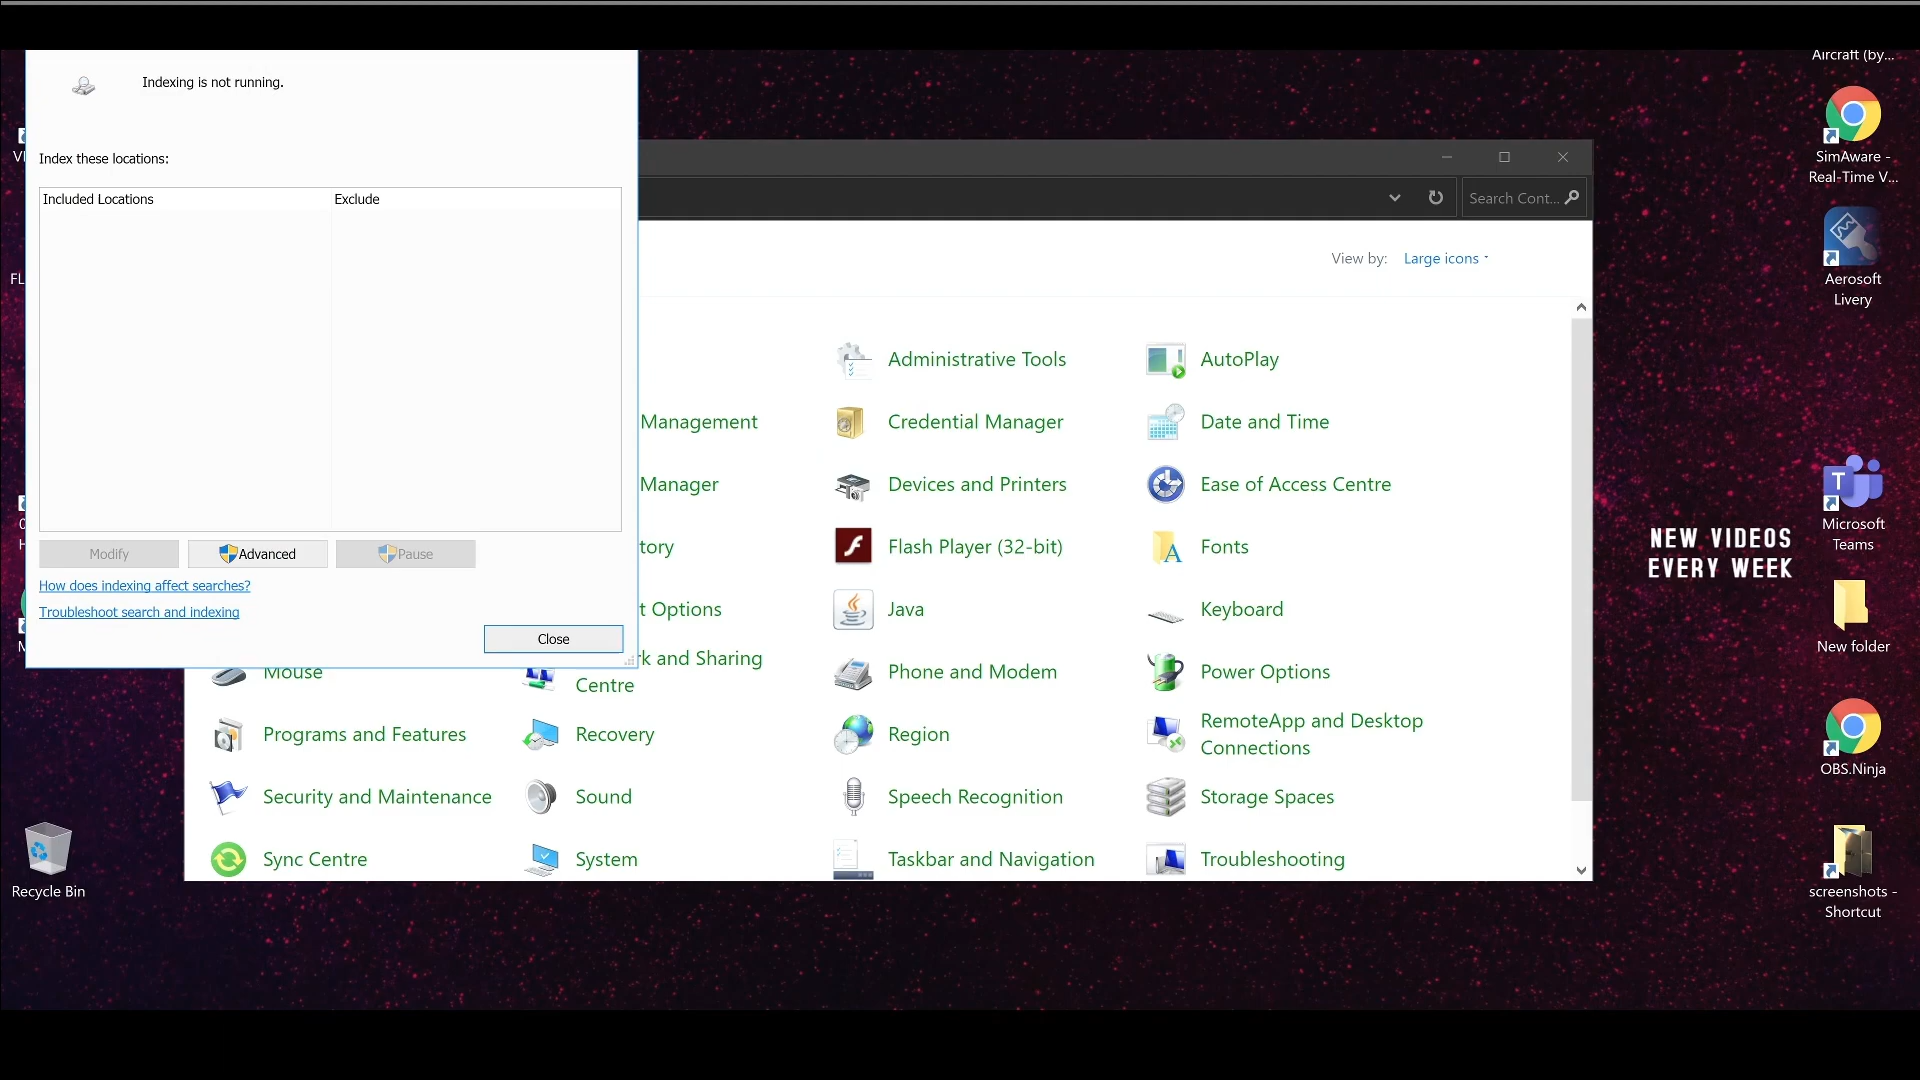 Indexing is not running.
Index these locations:
Included Locations
Exclude
Modify
Advanced
Pause
How does indexing affect searches?
Troubleshoot search and indexing
Close
Search Cont...
View by:
Large icons
Administrative Tools
AutoPlay
Management
Credential Manager
Date and Time
Manager
Devices and Printers
Ease of Access Centre
tory
Flash Player (32-bit)
Fonts
t Options
Java
Keyboard
Mouse
rk and Sharing
Centre
Phone and Modem
Power Options
Programs and Features
Recovery
Region
RemoteApp and Desktop
Connections
Security and Maintenance
Sound
Speech Recognition
Storage Spaces
Sync Centre
System
Taskbar and Navigation
Troubleshooting
FL
Recycle Bin
Aircraft (by...
SimAware -
Real-Time V...
Aerosoft
Livery
Microsoft
Teams
NEW VIDEOS
EVERY WEEK
New folder
OBS.Ninja
screenshots -
Shortcut